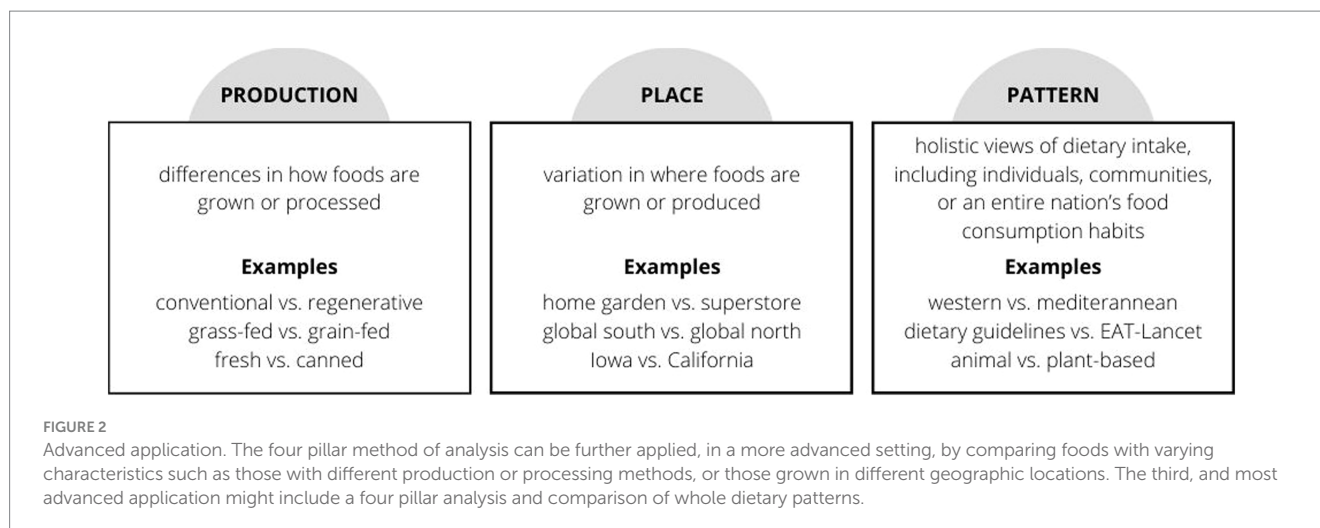 PRODUCTION
differences in how foods are
grown or processed
Examples
conventional vs. regenerative
grass-fed vs. grain-fed
fresh vs. canned
PLACE
variation in where foods are
grown or produced
Examples
home garden vs. superstore
global south vs. global north
Iowa vs. California
PATTERN
holistic views of dietary intake,
including individuals, communities,
or an entire nation's food
consumption habits
Examples
western vs. mediterannean
dietary guidelines vs. EAT-Lancet
animal vs. plant-based
FIGURE 2
Advanced application. The four pillar method of analysis can be further applied, in a more advanced setting, by comparing foods with varying
characteristics such as those with different production or processing methods, or those grown in different geographic locations. The third, and most
advanced application might include a four pillar analysis and comparison of whole dietary patterns.